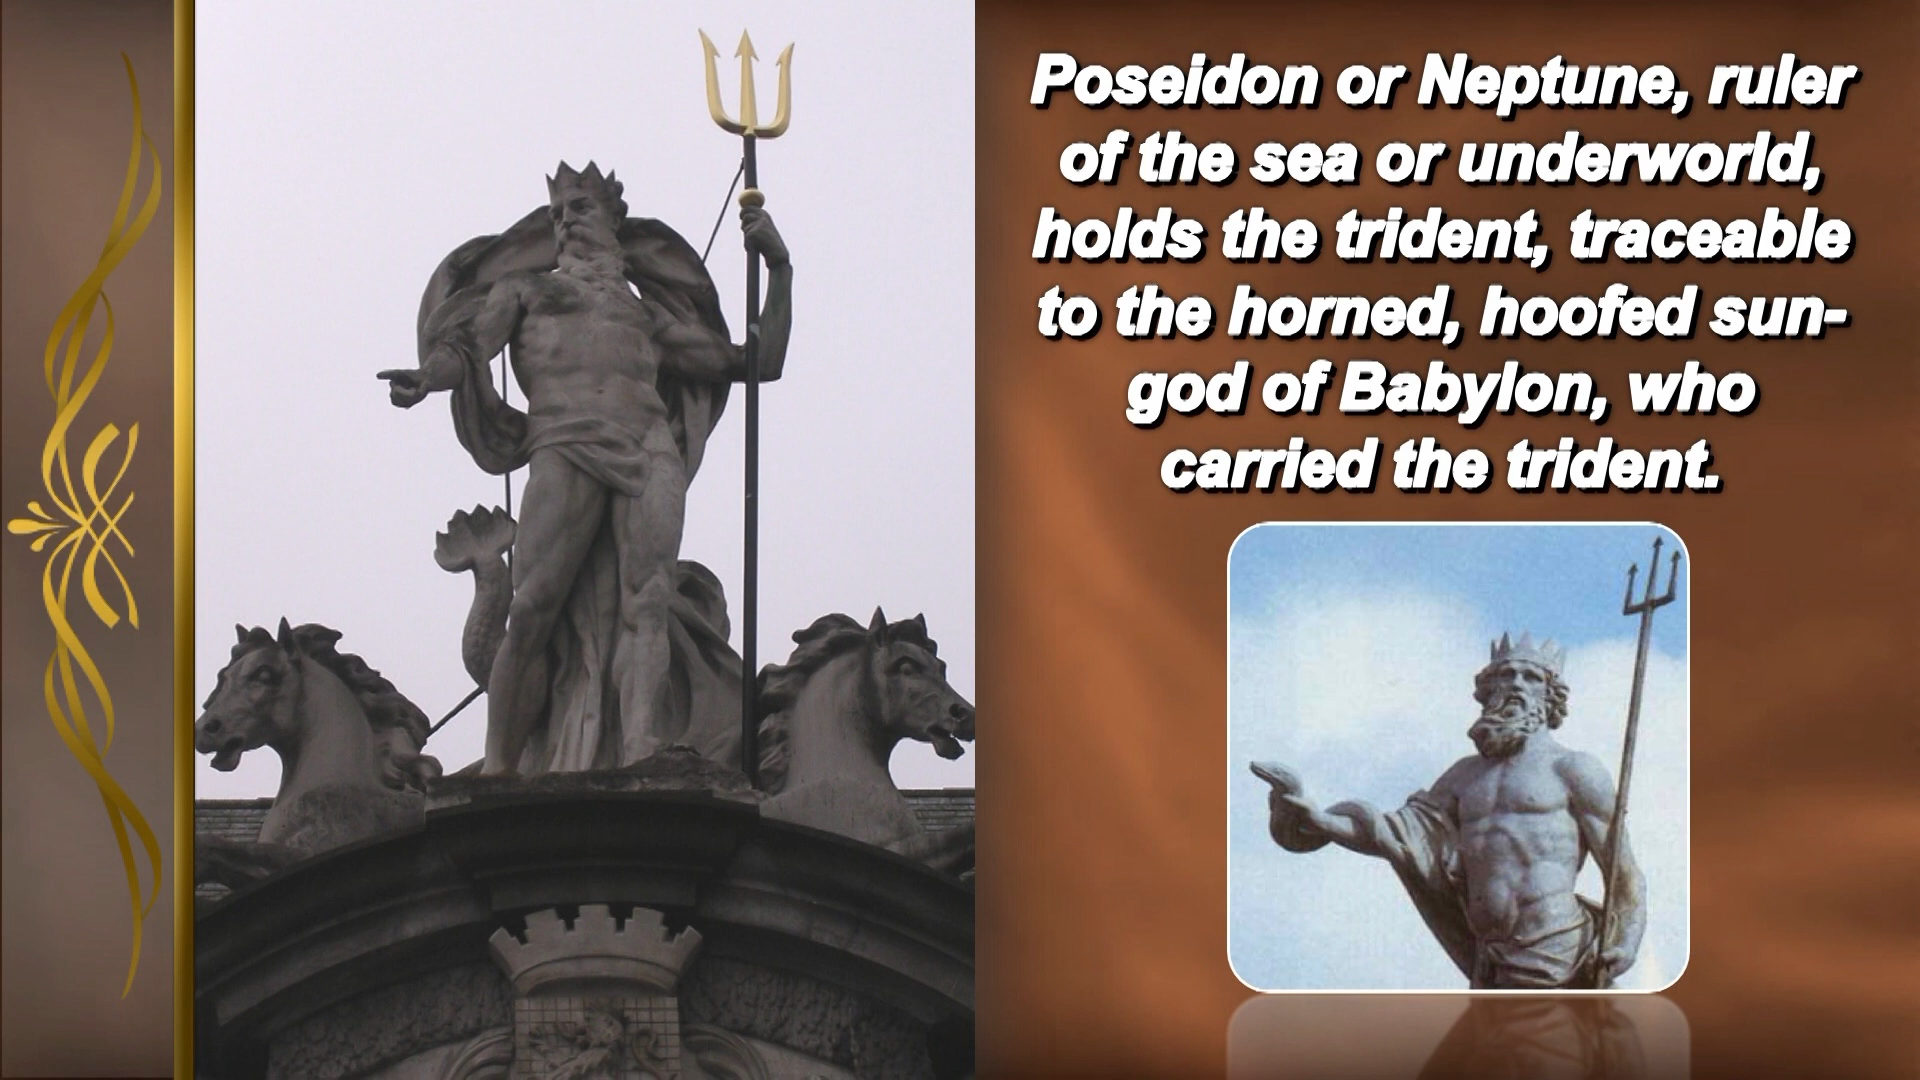 Poseidon or Neptune, ruler
of the sea or underworld,
holds the trident, traceable
to the horned, hoofed sun-
god of Babylon, who
carried the trident.